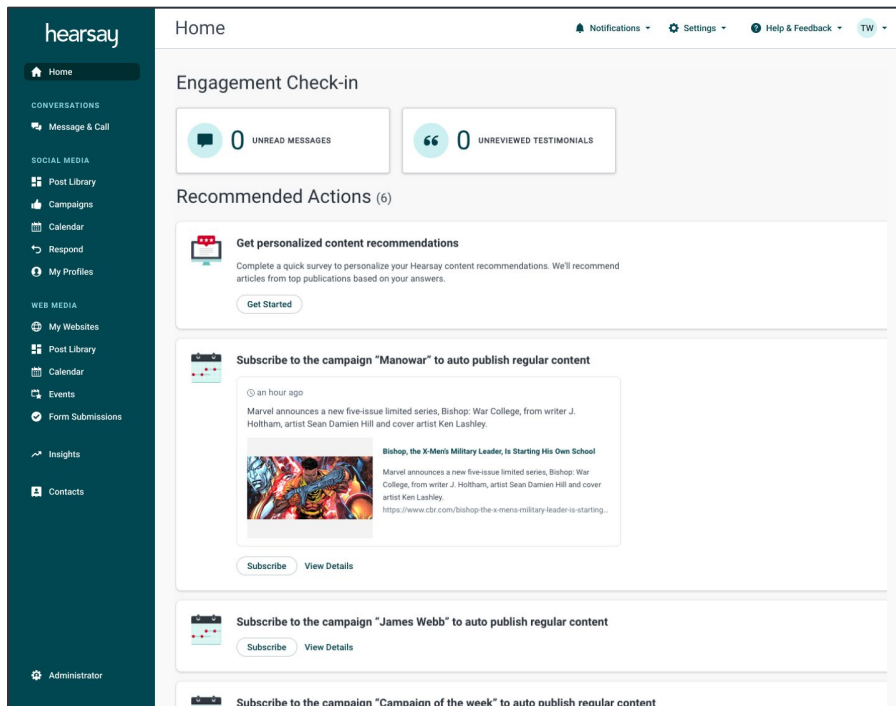 hearsay
Home
CONVERSATIONS
Message & Call
SOCIAL MEDIA
Post Library
Campaigns
Calendar
Respond
My Profiles
WEB MEDIA
My Websites
Post Library
Calendar
Events
Form Submissions
Insights
Contacts
Administrator
Home
Notifications
Settings
Help & Feedback
TW
Engagement Check-in
0 UNREAD MESSAGES
0 UNREVIEWED TESTIMONIALS
Recommended Actions (6)
Get personalized content recommendations
Complete a quick survey to personalize your Hearsay content recommendations. We'll recommend
articles from top publications based on your answers.
Get Started
Subscribe to the campaign “Manowar” to auto publish regular content
an hour ago
Marvel announces a new five-issue limited series, Bishop: War College, from writer J.
Holtham, artist Sean Damien Hill and cover artist Ken Lashley.
Bishop, the X-Men's Military Leader, Is Starting His Own School
Marvel announces a new five-issue limited series, Bishop: War
College, from writer J. Holtham, artist Sean Damien Hill and cover
artist Ken Lashley.
https://www.cbr.com/bishop-the-x-mens-military-leader-is-starting...
Subscribe View Details
Subscribe to the campaign “James Webb” to auto publish regular content
Subscribe View Details
Subscribe to the campaign “Campaign of the week” to auto publish regular content